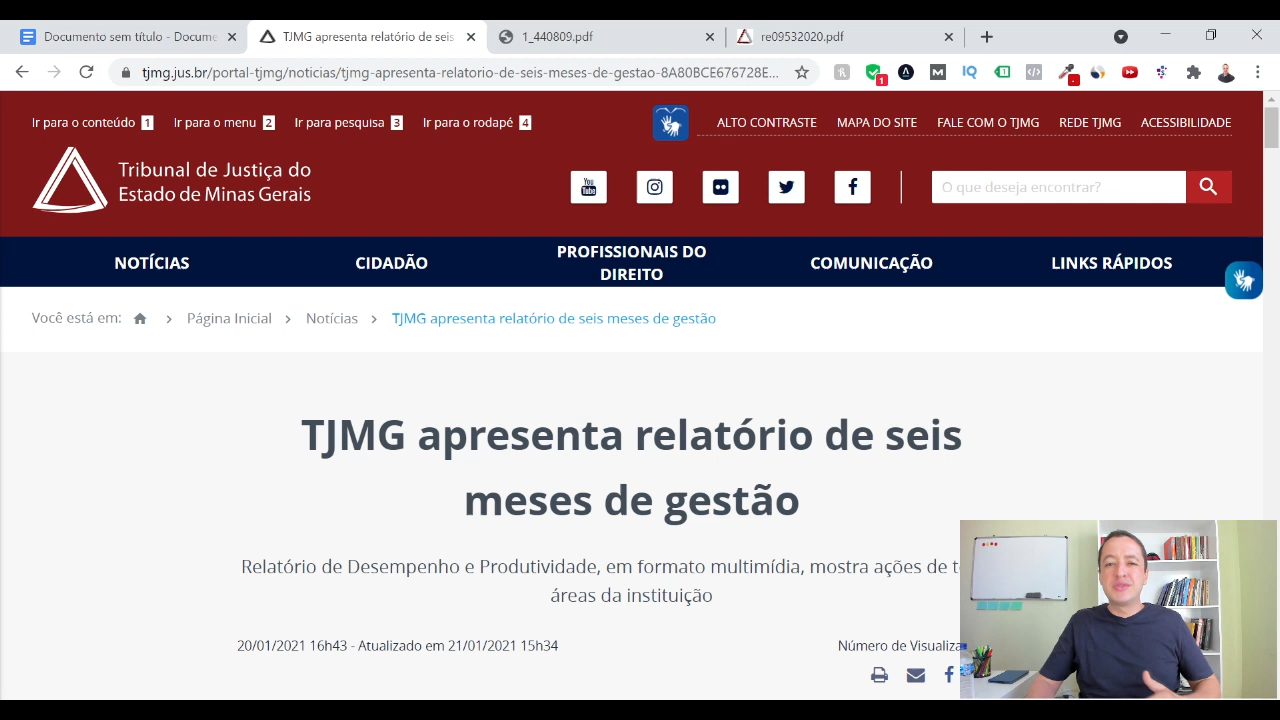 Documento sem título - Docume
TJMG apresenta relatório de seis
1_440809.pdf
re09532020.pdf
tjmg.jus.br/portal-tjmg/noticias/tjmg-apresenta-relatorio-de-seis-meses-de-gestao-8A80BCE676728E...
1
IQ
Ir para o conteúdo 1
Ir para o menu 2
Ir para pesquisa 3
Ir para o rodapé 4
ALTO CONTRASTE
MAPA DO SITE
FALE COM O TJMG
REDE TJMG
ACESSIBILIDADE
Tribunal de Justiça do
Estado de Minas Gerais
You
Tube
O que deseja encontrar?
NOTÍCIAS
CIDADÃO
PROFISSIONAIS DO
DIREITO
COMUNICAÇÃO
LINKS RÁPIDOS
Você está em:
Página Inicial
Notícias
TJMG apresenta relatório de seis meses de gestão
TJMG apresenta relatório de seis
meses de gestão
Relatório de Desempenho e Produtividade, em formato multimídia, mostra ações de
áreas da instituição
20/01/2021 16h43 - Atualizado em 21/01/2021 15h34
Número de Visualiza